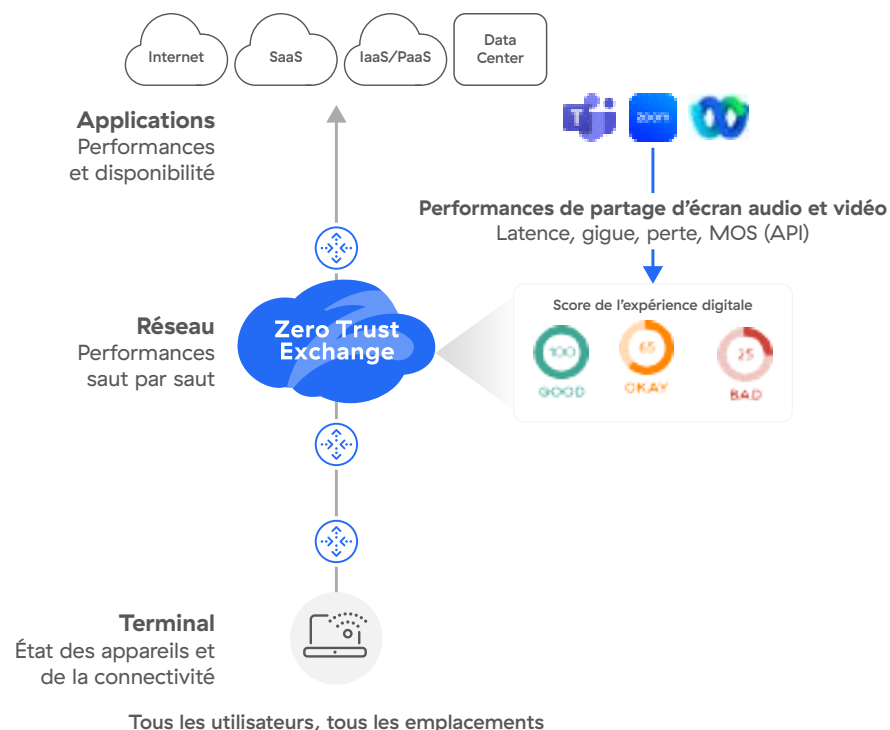 Internet
SaaS
IaaS/PaaS
Data
Center
Applications
Performances
et disponibilité
T
zoom
Performances de partage d’écran audio et vidéo
Latence, gigue, perte, MOS (API)
Réseau
Performances
saut par saut
Zero Trust
Exchange
Score de l’expérience digitale
100
GOOD
65
OKAY
25
BAD
Terminal
État des appareils et
de la connectivité
Tous les utilisateurs, tous les emplacements